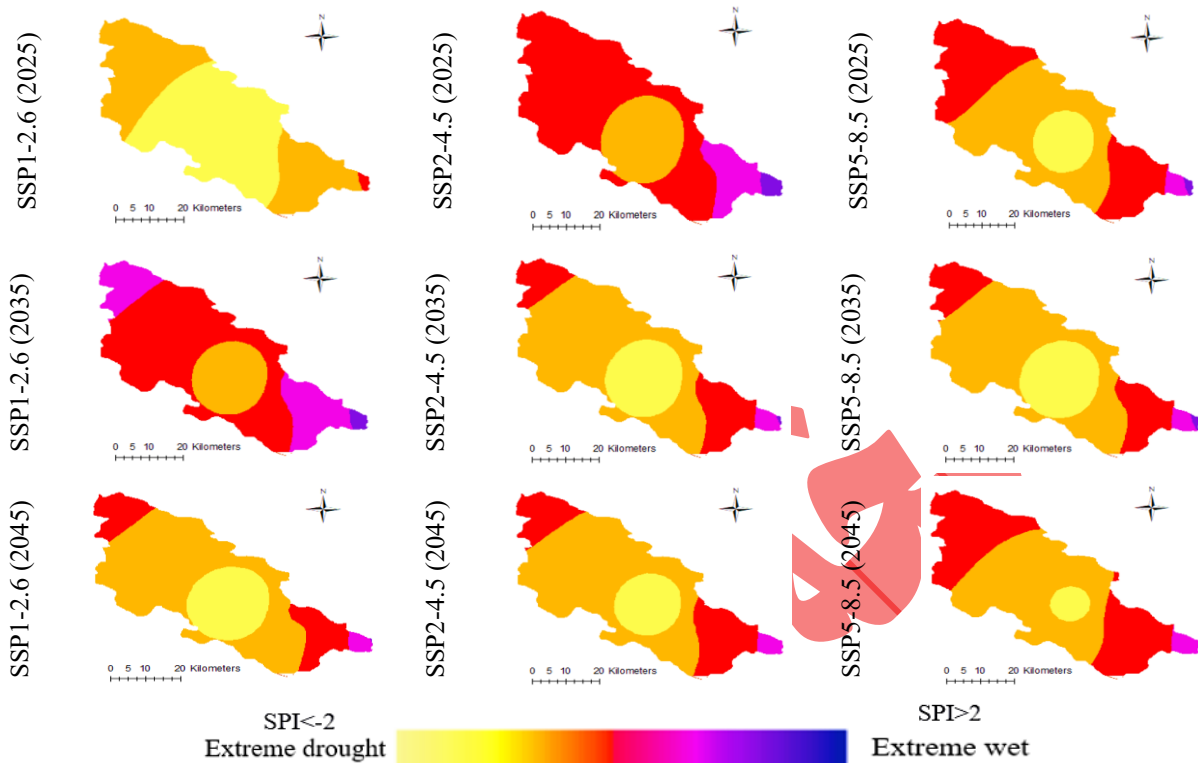 SSP1-2.6 (2025)
N
0 5 10 20 Kilometers
SSP2-4.5 (2025)
N
0 5 10 20 Kilometers
SSP5-8.5 (2025)
N
0 5 10 20 Kilometers
SSP1-2.6 (2035)
N
0 5 10 20 Kilometers
SSP2-4.5 (2035)
N
0 5 10 20 Kilometers
SSP5-8.5 (2035)
N
0 5 10 20 Kilometers
SSP1-2.6 (2045)
N
0 5 10 20 Kilometers
SSP2-4.5 (2045)
N
0 5 10 20 Kilometers
SSP5-8.5 (2045)
N
0 5 10 20 Kilometers
SPI<-2
Extreme drought
SPI>2
Extreme wet